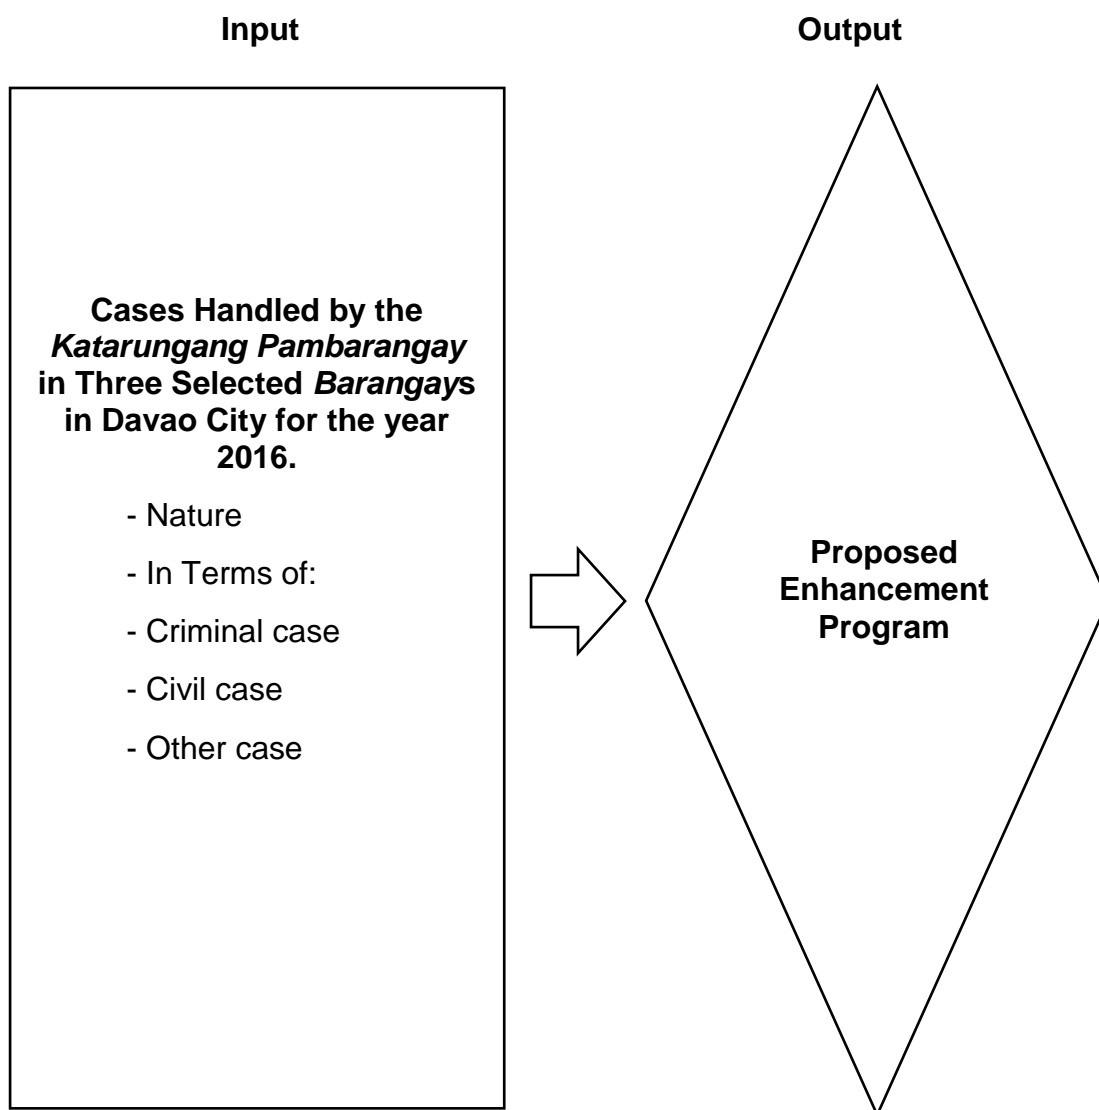 Input
Output
Cases Handled by the
Katarungang Pambarangay
in Three Selected Barangays
in Davao City for the year
2016.
- Nature
- In Terms of:
- Criminal case
- Civil case
- Other case
Proposed
Enhancement
Program